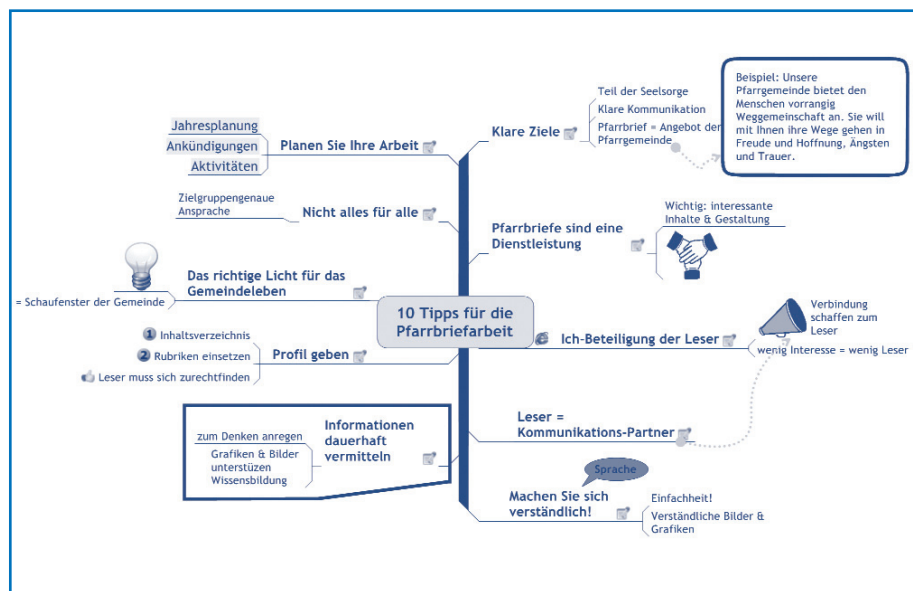 10 Tipps für die
Pfarrbriefarbeit
Klare Ziele
Teil der Seelsorge
Klare Kommunikation
Pfarrbrief = Angebot der
Pfarrgemeinde
Beispiel: Unsere
Pfarrgemeinde bietet den
Menschen vorrangig
Weggemeinschaft an. Sie will
mit Ihnen ihre Wege gehen in
Freude und Hoffnung, Ängsten
und Trauer.
Pfarrbriefe sind eine
Dienstleistung
Wichtig: interessante
Inhalte & Gestaltung
Ich-Beteiligung der Leser
Verbindung
schaffen zum
Leser
wenig Interesse = wenig Leser
Leser =
Kommunikations-Partner
Sprache
Machen Sie sich
verständlich!
Einfachheit!
Verständliche Bilder &
Grafiken
Planen Sie Ihre Arbeit
Jahresplanung
Ankündigungen
Aktivitäten
Nicht alles für alle
Zielgruppengenaue
Ansprache
Das richtige Licht für das
Gemeindeleben
= Schaufenster der Gemeinde
Profil geben
1 Inhaltsverzeichnis
2 Rubriken einsetzen
Leser muss sich zurechtfinden
Informationen
dauerhaft
vermitteln
zum Denken anregen
Grafiken & Bilder
unterstüzen
Wissensbildung